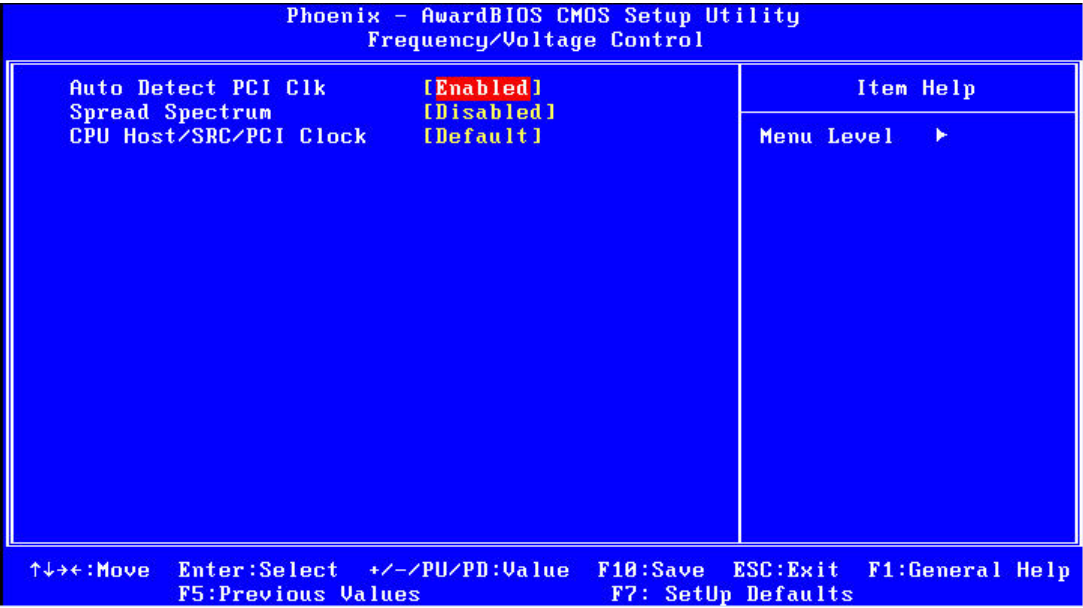 Phoenix - AwardBIOS CMOS Setup Utility
Frequency/Voltage Control
Auto Detect PCI Clk [Enabled]
Spread Spectrum [Disabled]
CPU Host/SRC/PCI Clock [Default]
Item Help
Menu Level ►
↑↓→←:Move Enter:Select +/-/PU/PD:Value F10:Save ESC:Exit F1:General Help
F5:Previous Values F7: SetUp Defaults